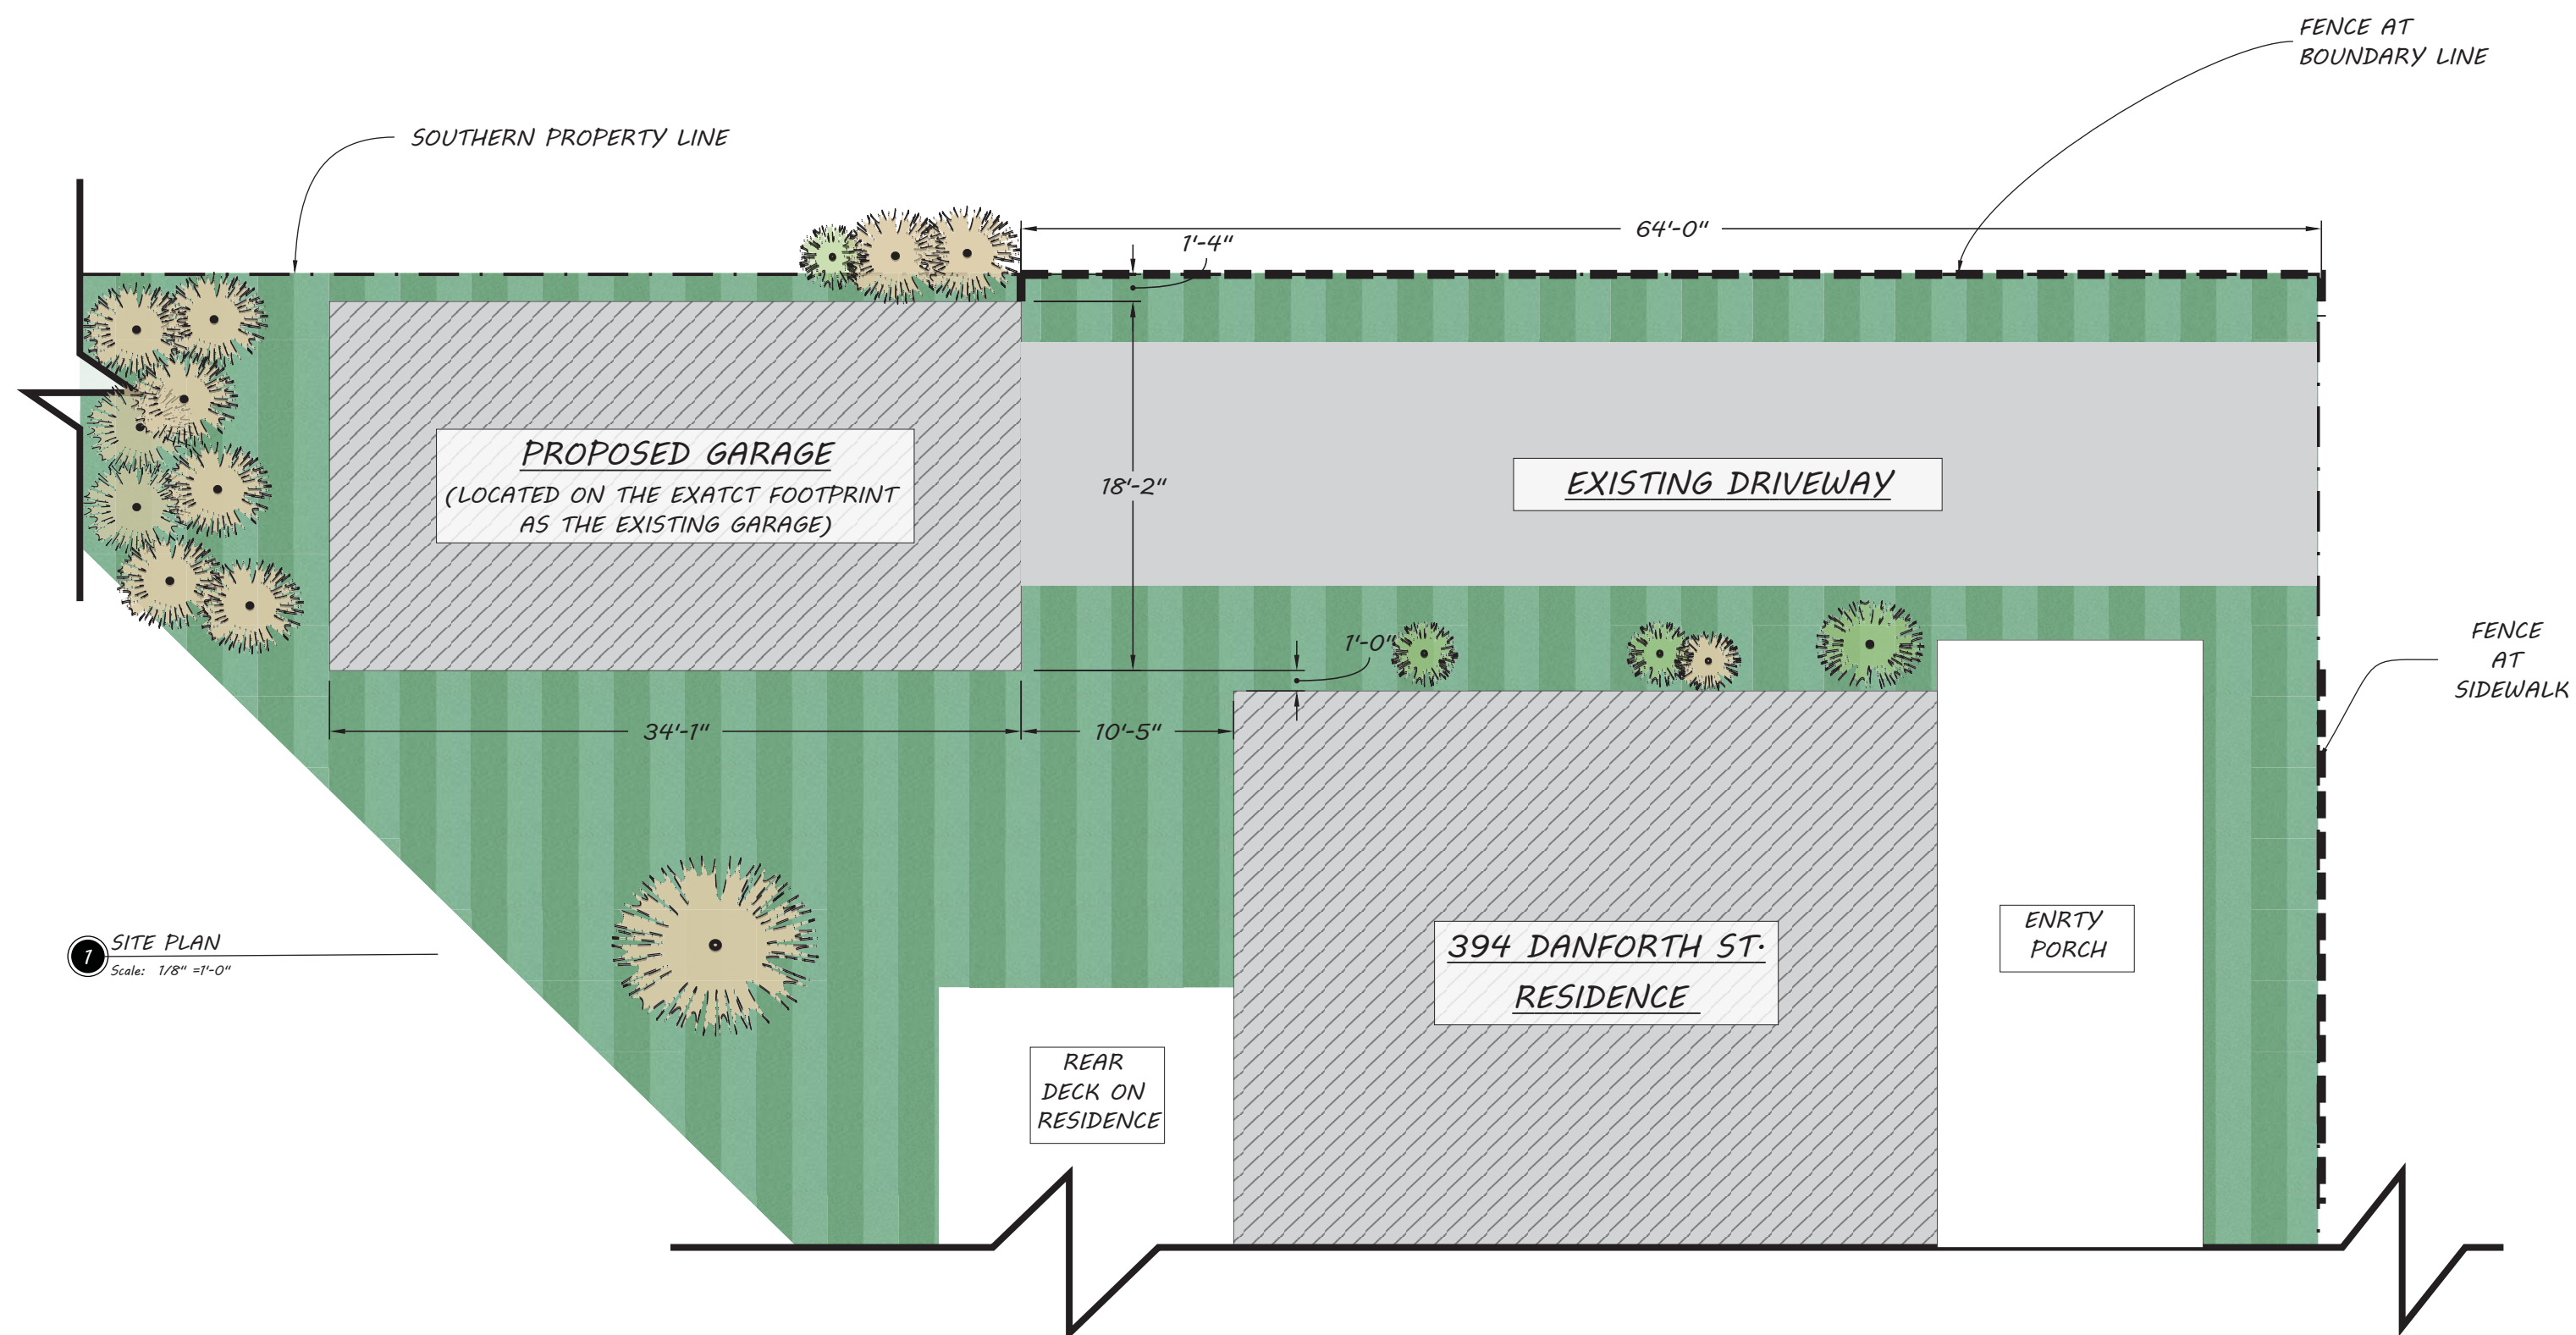 FENCE AT
BOUNDARY LINE
SOUTHERN PROPERTY LINE
64'-0"
1'-4"
PROPOSED GARAGE
(LOCATED ON THE EXATCT FOOTPRINT
AS THE EXISTING GARAGE)
18'-2"
EXISTING DRIVEWAY
1'-0"
FENCE
AT
SIDEWALK
34'-1"
10'-5"
394 DANFORTH ST.
RESIDENCE
ENRTY
PORCH
1
SITE PLAN
Scale: 1/8" =1'-0"
REAR
DECK ON
RESIDENCE